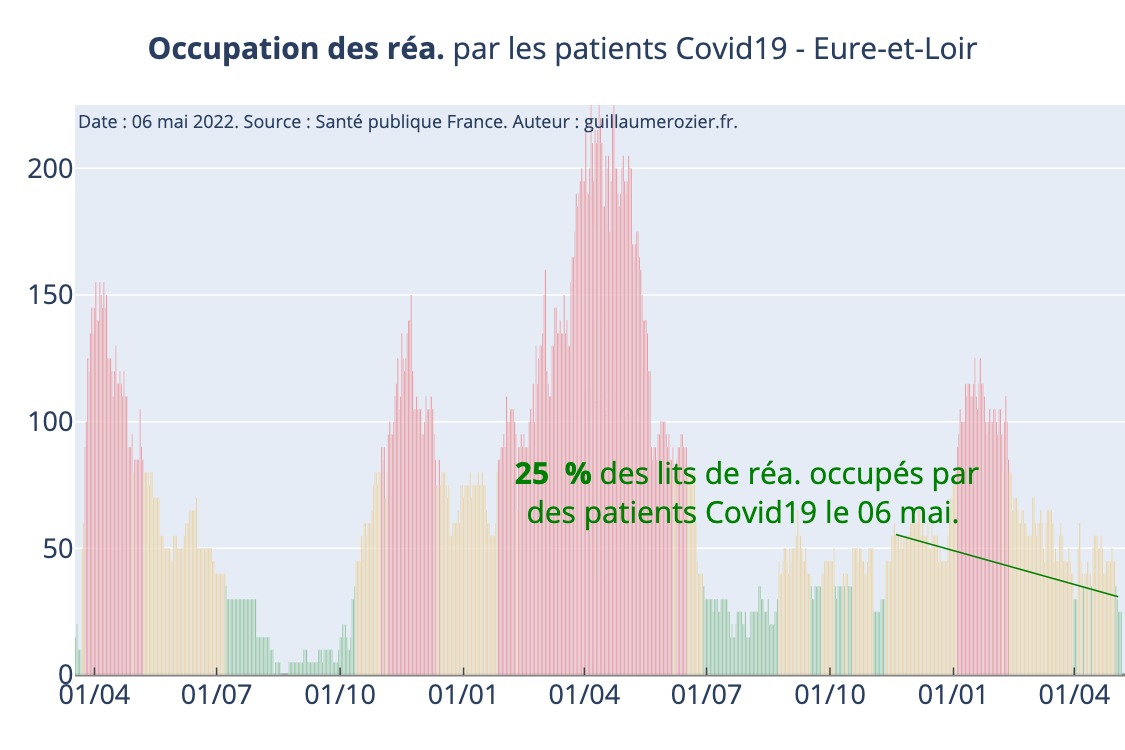 Occupation des réa. par les patients Covid19 - Eure-et-Loir
Date : 06 mai 2022. Source : Santé publique France. Auteur : guillaumerozier.fr.
200
150
100
25 % des lits de réa. occupés par
des patients Covid19 le 06 mai.
50
0
01/04 01/07 01/10 01/01 01/04 01/07 01/10 01/01 01/04